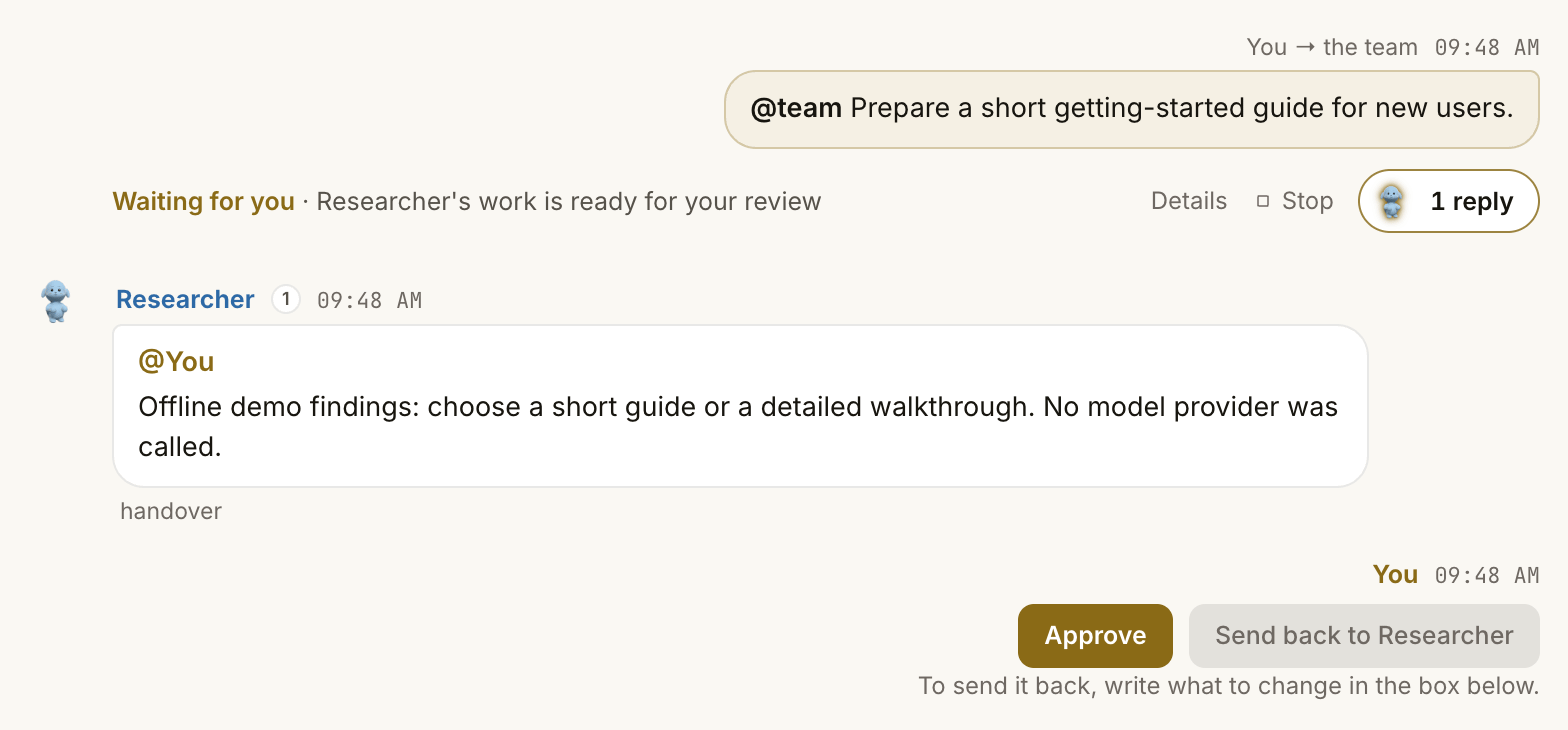 You → the team 09:48 AM
@team Prepare a short getting-started guide for new users.
Waiting for you · Researcher's work is ready for your review Details Stop 1 reply
Researcher 1 09:48 AM
@You
Offline demo findings: choose a short guide or a detailed walkthrough. No model provider was
called.
handover
You 09:48 AM
Approve Send back to Researcher
To send it back, write what to change in the box below.